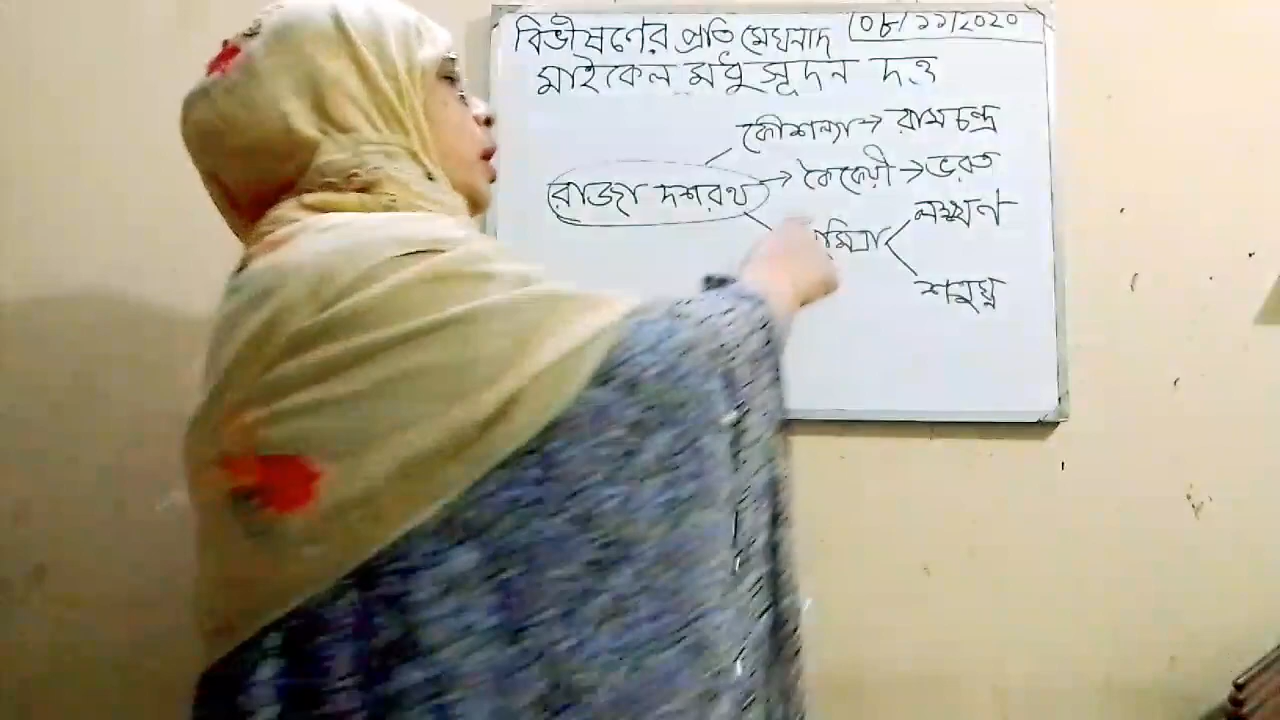 বিভীষণের প্রতি মেঘনাদ
০৮/১১/২০২০
মাইকেল মধুসূদন দত্ত
কৌশল্যা → রামচন্দ্র
রাজা দশরথ → কৈকেয়ী → ভরত
লক্ষ্মণ
মিত্রা
শত্রুঘ্ন